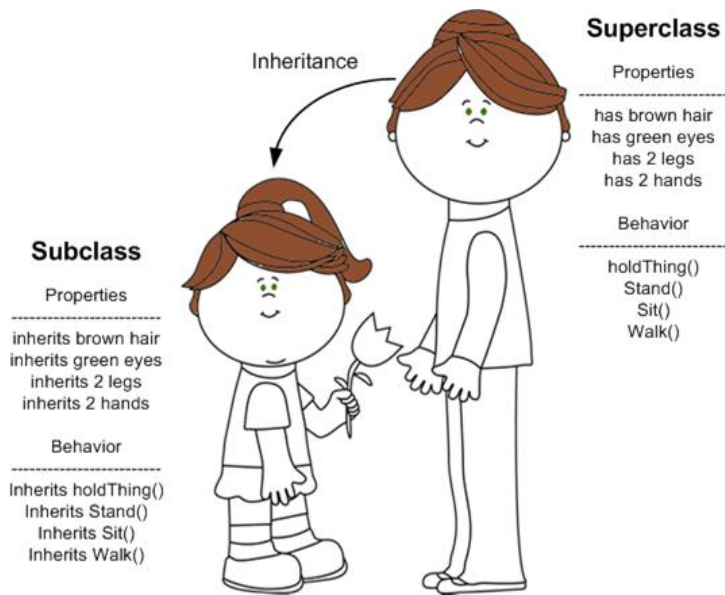 Superclass
Properties
-------------------------
has brown hair
has green eyes
has 2 legs
has 2 hands
Behavior
-------------------------
holdThing()
Stand()
Sit()
Walk()
Inheritance
Subclass
Properties
-------------------------
inherits brown hair
inherits green eyes
inherits 2 legs
inherits 2 hands
Behavior
-------------------------
Inherits holdThing()
Inherits Stand()
Inherits Sit()
Inherits Walk()